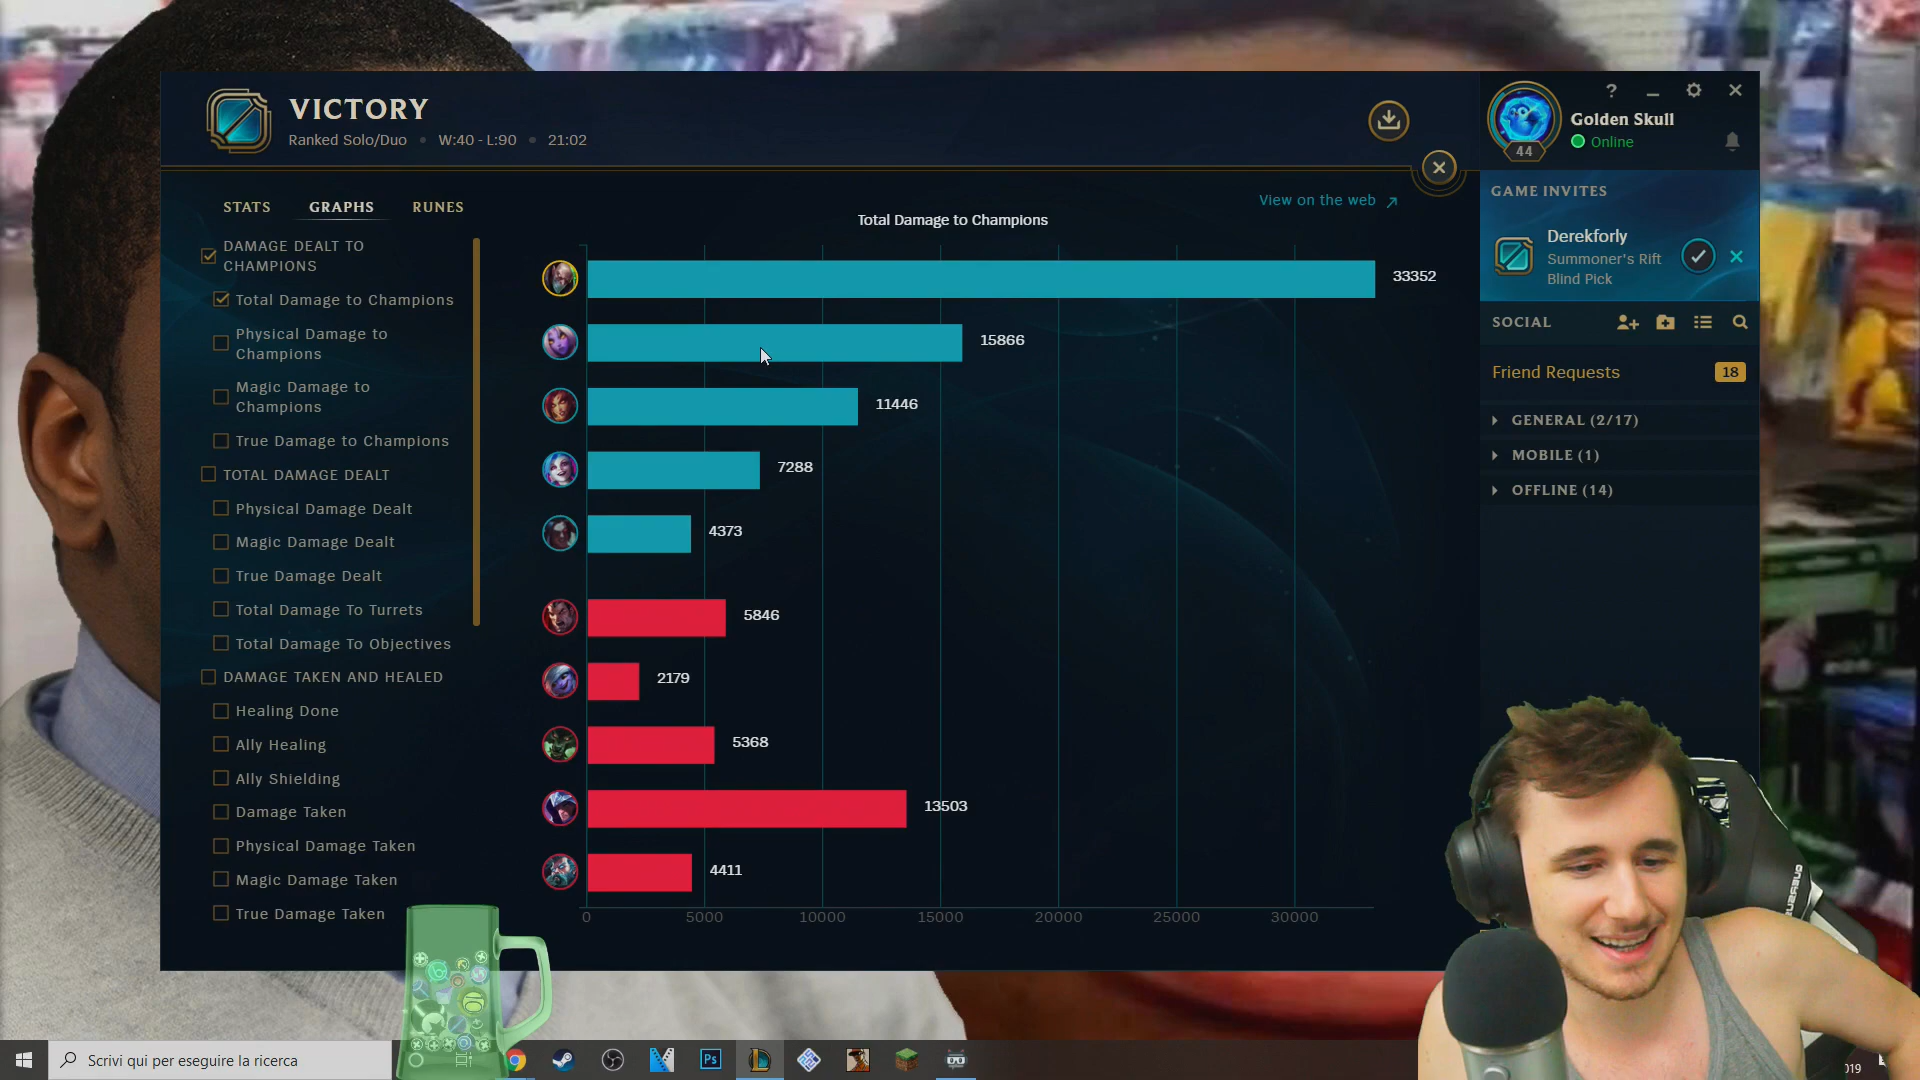 VICTORY
Ranked Solo/Duo • W:40 - L:90 • 21:02
? 
Golden Skull
Online
44
STATS GRAPHS RUNES
View on the web
Total Damage to Champions
DAMAGE DEALT TO
CHAMPIONS
Total Damage to Champions
Physical Damage to
Champions
Magic Damage to
Champions
True Damage to Champions
TOTAL DAMAGE DEALT
Physical Damage Dealt
Magic Damage Dealt
True Damage Dealt
Total Damage To Turrets
Total Damage To Objectives
DAMAGE TAKEN AND HEALED
Healing Done
Ally Healing
Ally Shielding
Damage Taken
Physical Damage Taken
Magic Damage Taken
True Damage Taken
33352
15866
11446
7288
4373
5846
2179
5368
13503
4411
0 5000 10000 15000 20000 25000 30000
GAME INVITES
Derekforly
Summoner's Rift
Blind Pick
SOCIAL
Friend Requests 18
GENERAL (2/17)
MOBILE (1)
OFFLINE (14)
Scrivi qui per eseguire la ricerca
Ps
019